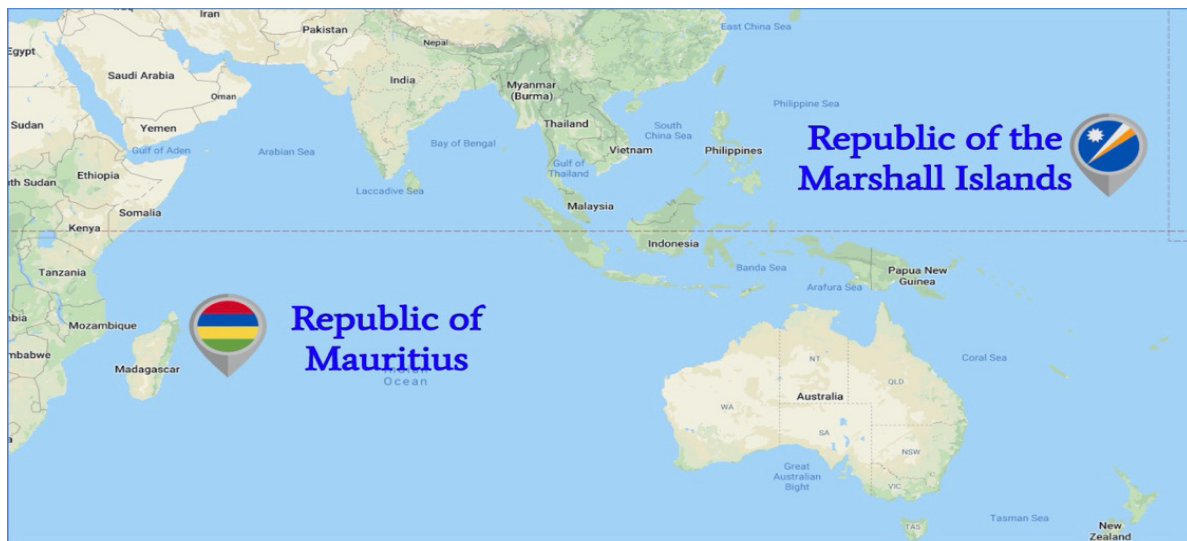 Iran
East China Sea
Pakistan
Egypt
Nepal
Saudi Arabia
India
Myanmar
(Burma)
Oman
Philippine Sea
Sudan
Yemen
Thailand
South
China Sea
Republic of the
Marshall Islands
Gulf of Aden
Arabian Sea
Bay of Bengal
Vietnam
Philippines
Gulf of
Thailand
th Sudan
Ethiopia
Laccadive Sea
Malaysia
Somalia
Kenya
Indonesia
Tanzania
Banda Sea
Papua New
Guinea
Arafura Sea
Republic of
Mauritius
bia
Mozambique
mbabwe
Madagascar
Ocean
NT
Coral Sea
QLD
Australia
WA
SA
NSW
Great
Australian
Bight
VIC
TAS
Tasman Sea
New
Zealand